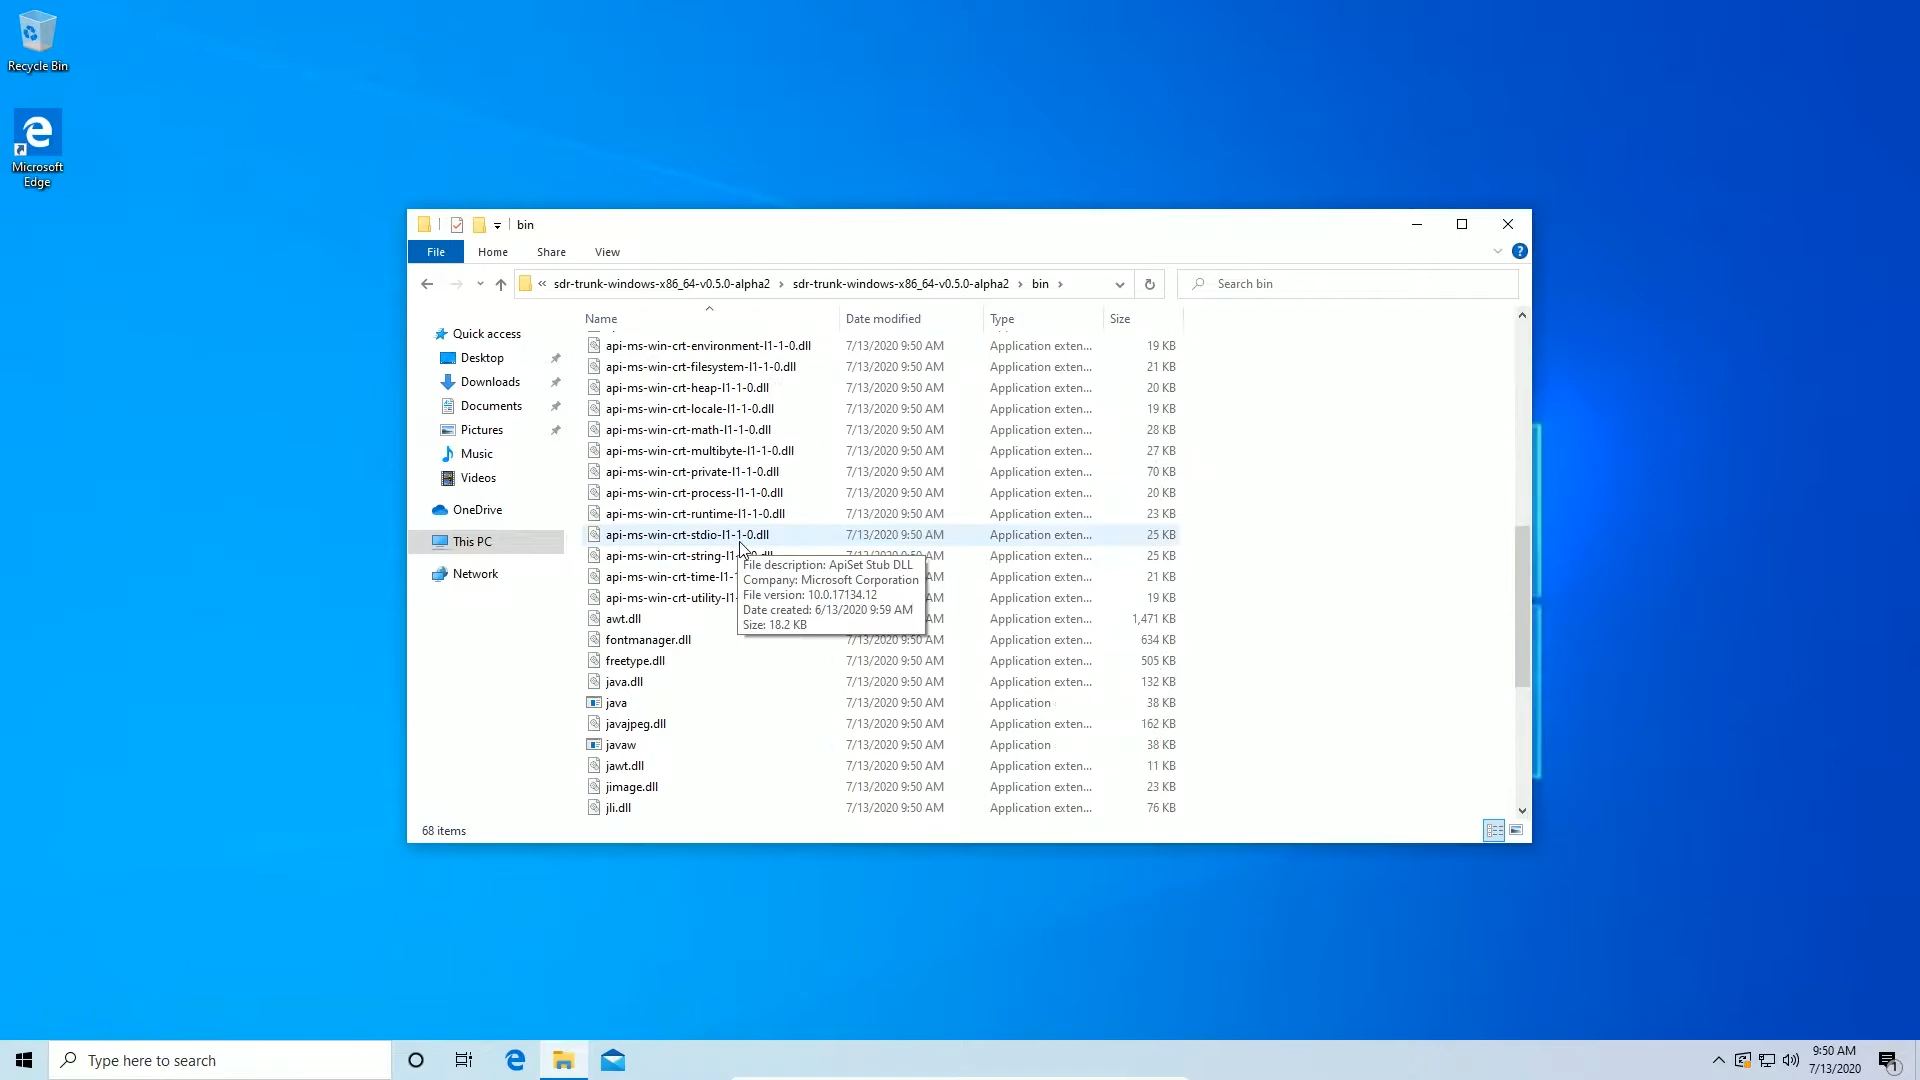 Recycle Bin
Microsoft
Edge
bin
File
Home
Share
View
sdr-trunk-windows-x86_64-v0.5.0-alpha2
sdr-trunk-windows-x86_64-v0.5.0-alpha2
bin
Search bin
Quick access
Desktop
Downloads
Documents
Pictures
Music
Videos
OneDrive
This PC
Network
Name Date modified Type Size
api-ms-win-crt-environment-l1-1-0.dll 7/13/2020 9:50 AM Application exten... 19 KB
api-ms-win-crt-filesystem-l1-1-0.dll 7/13/2020 9:50 AM Application exten... 21 KB
api-ms-win-crt-heap-l1-1-0.dll 7/13/2020 9:50 AM Application exten... 20 KB
api-ms-win-crt-locale-l1-1-0.dll 7/13/2020 9:50 AM Application exten... 19 KB
api-ms-win-crt-math-l1-1-0.dll 7/13/2020 9:50 AM Application exten... 28 KB
api-ms-win-crt-multibyte-l1-1-0.dll 7/13/2020 9:50 AM Application exten... 27 KB
api-ms-win-crt-private-l1-1-0.dll 7/13/2020 9:50 AM Application exten... 70 KB
api-ms-win-crt-process-l1-1-0.dll 7/13/2020 9:50 AM Application exten... 20 KB
api-ms-win-crt-runtime-l1-1-0.dll 7/13/2020 9:50 AM Application exten... 23 KB
api-ms-win-crt-stdio-l1-1-0.dll 7/13/2020 9:50 AM Application exten... 25 KB
api-ms-win-crt-string-l1 Application exten... 25 KB
api-ms-win-crt-time-l1-1 AM Application exten... 21 KB
api-ms-win-crt-utility-l1- AM Application exten... 19 KB
awt.dll AM Application exten... 1,471 KB
fontmanager.dll 7/13/2020 9:50 AM Application exten... 634 KB
freetype.dll 7/13/2020 9:50 AM Application exten... 505 KB
java.dll 7/13/2020 9:50 AM Application exten... 132 KB
java 7/13/2020 9:50 AM Application 38 KB
javajpeg.dll 7/13/2020 9:50 AM Application exten... 162 KB
javaw 7/13/2020 9:50 AM Application 38 KB
jawt.dll 7/13/2020 9:50 AM Application exten... 11 KB
jimage.dll 7/13/2020 9:50 AM Application exten... 23 KB
jli.dll 7/13/2020 9:50 AM Application exten... 76 KB
File description: ApiSet Stub DLL
Company: Microsoft Corporation
File version: 10.0.17134.12
Date created: 6/13/2020 9:59 AM
Size: 18.2 KB
68 items
Type here to search
9:50 AM
7/13/2020
1